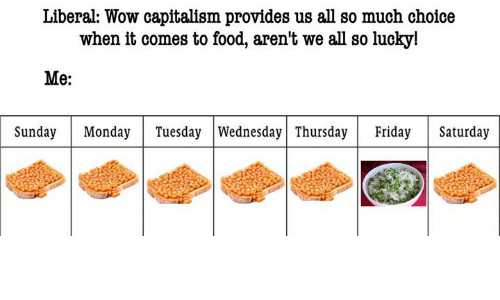 Liberal: Wow capitalism provides us all so much choice
when it comes to food, aren't we all so lucky!
Me:
Sunday Monday Tuesday Wednesday Thursday Friday Saturday